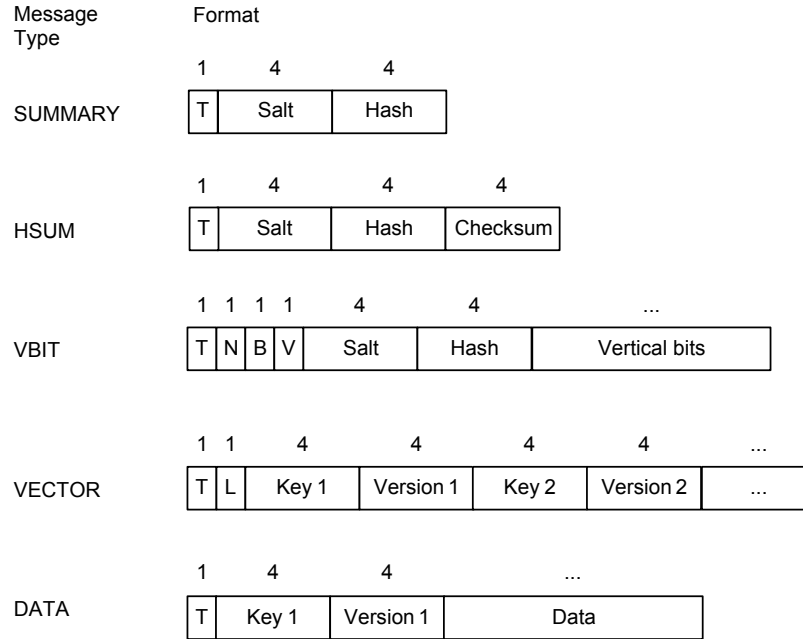 Message Format
Type
1 4 4
SUMMARY T Salt Hash
1 4 4 4
HSUM T Salt Hash Checksum
1 1 1 1 4 4 ...
VBIT T N B V Salt Hash Vertical bits
1 1 4 4 4 4 ...
VECTOR T L Key 1 Version 1 Key 2 Version 2 ...
1 4 4 ...
DATA T Key 1 Version 1 Data